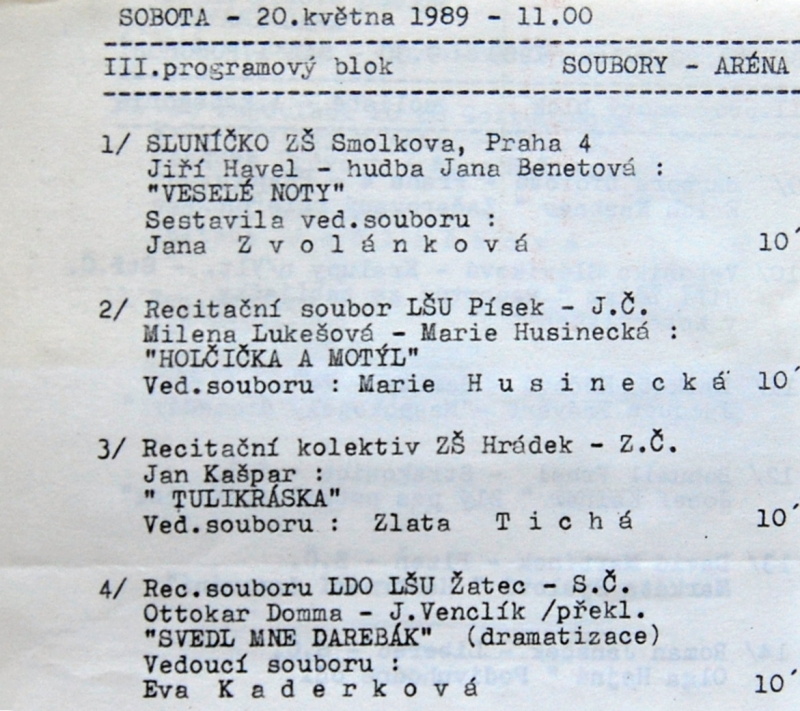 SOBOTA - 20.května 1989 - 11.00
III.programový blok SOUBORY - ARÉNA
1/ SLUNÍČKO ZŠ Smolkova, Praha 4
Jiří Havel - hudba Jana Benetová :
"VESELÉ NOTY"
Sestavila ved.souboru :
Jana Z v o l á n k o v á 10´
2/ Recitační soubor LŠU Písek - J.Č.
Milena Lukešová - Marie Husinecká :
"HOLČIČKA A MOTÝL"
Ved.souboru : Marie H u s i n e c k á 10´
3/ Recitační kolektiv ZŠ Hrádek - Z.Č.
Jan Kašpar :
" TULIKRÁSKA"
Ved.souboru : Zlata T i c h á 10´
4/ Rec.souboru LDO LŠU Žatec - S.Č.
Ottokar Domma - J.Venclík /překl.
"SVEDL MNE DAREBÁK" (dramatizace)
Vedoucí souboru :
Eva K a d e r k o v á 10´